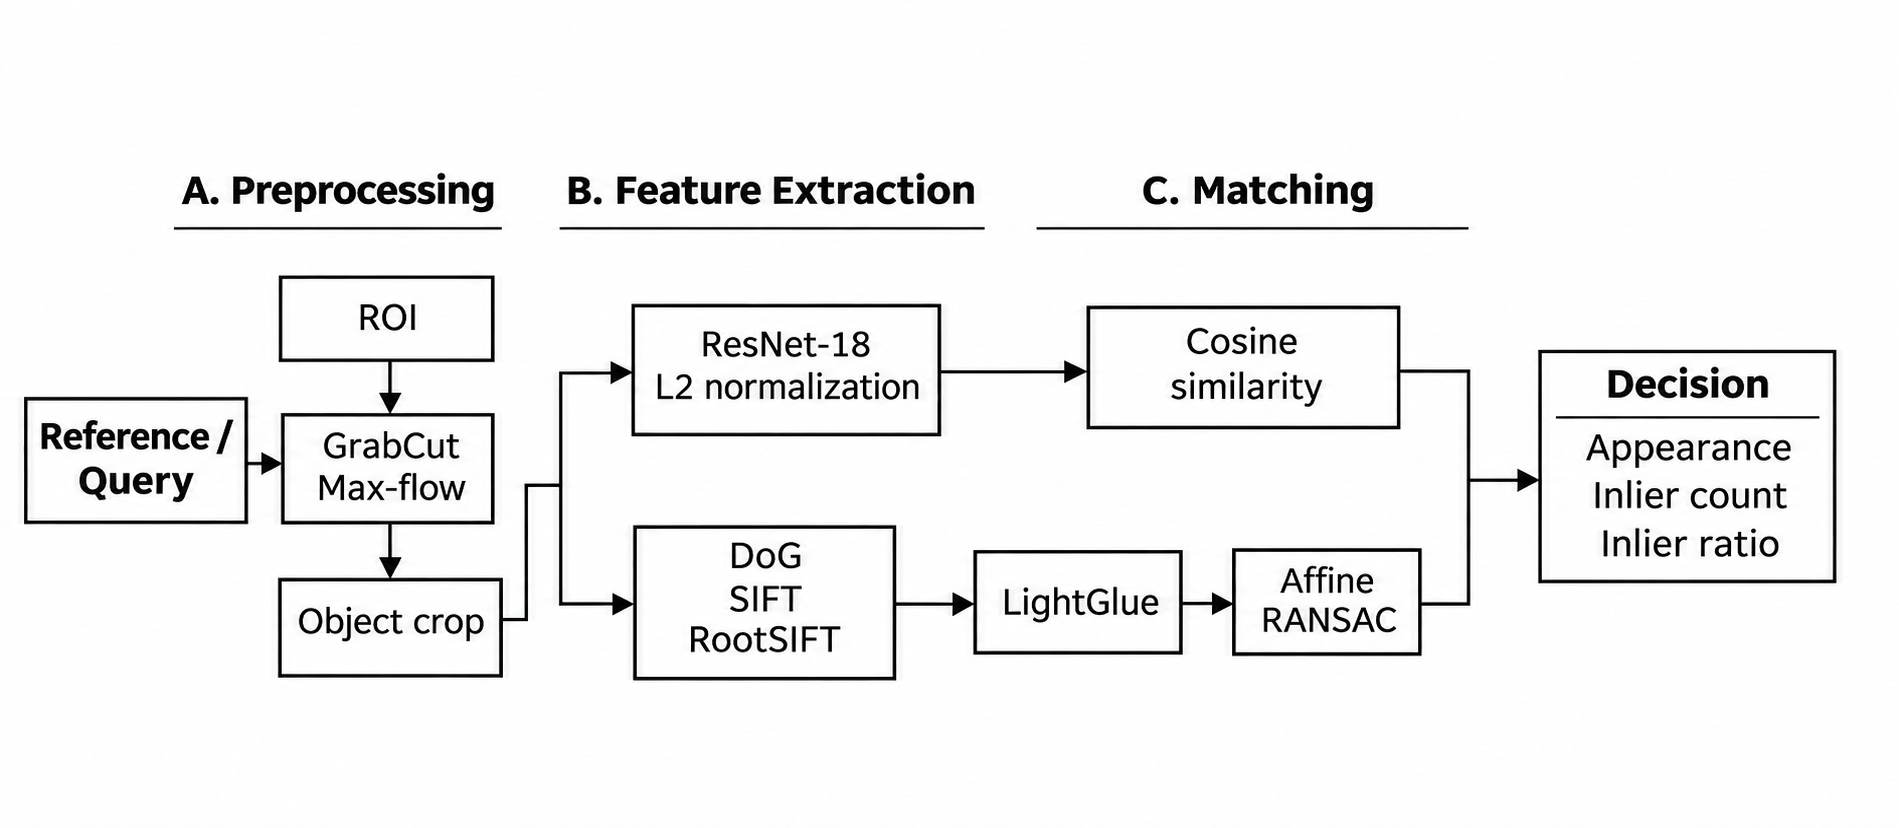 A. Preprocessing
B. Feature Extraction
C. Matching
ROI
Reference /
Query
GrabCut
Max-flow
Object crop
ResNet-18
L2 normalization
DoG
SIFT
RootSIFT
Cosine
similarity
LightGlue
Affine
RANSAC
Decision
Appearance
Inlier count
Inlier ratio